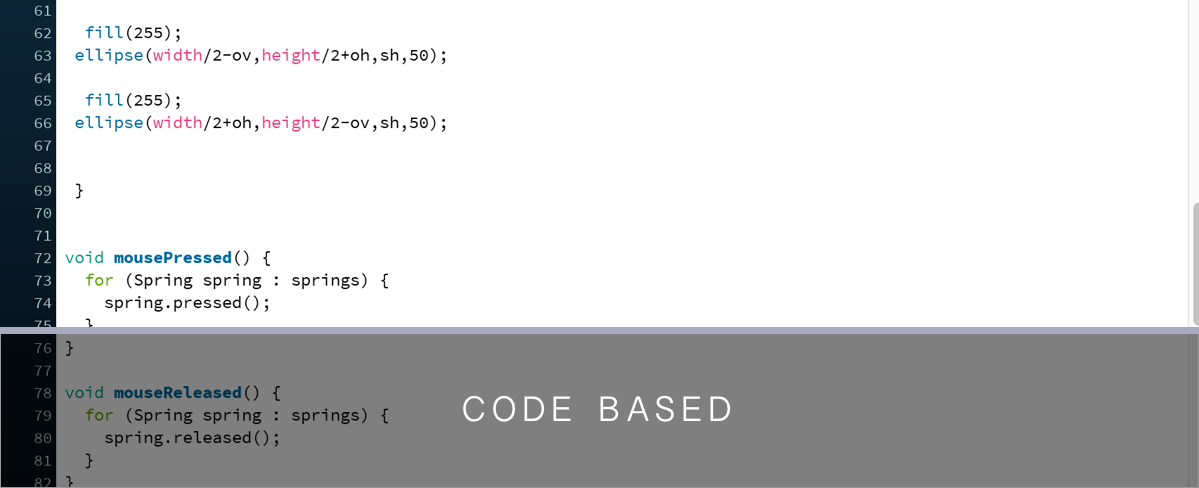 61
62 fill(255);
63 ellipse(width/2-ov,height/2+oh,sh,50);
64
65 fill(255);
66 ellipse(width/2+oh,height/2-ov,sh,50);
67
68
69 }
70
71
72 void mousePressed() {
73 for (Spring spring : springs) {
74 spring.pressed();
75 }
76 }
77
78 void mouseReleased() {
79 for (Spring spring : springs) {
80 spring.released();
81 }
82 }
CODE BASED